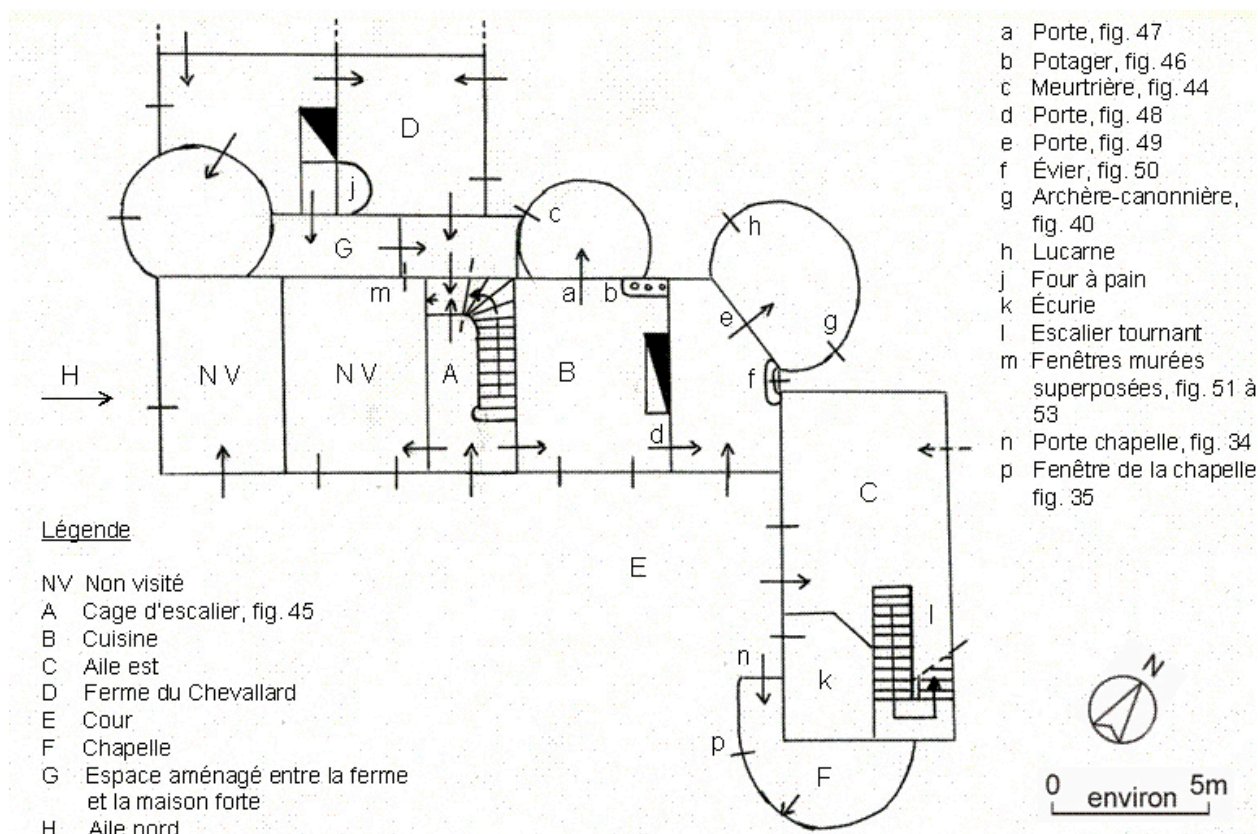 a Porte, fig. 47
b Potager, fig. 46
c Meurtrière, fig. 44
d Porte, fig. 48
e Porte, fig. 49
f Évier, fig. 50
g Archère-canonnière,
fig. 40
h Lucarne
j Four à pain
k Écurie
l Escalier tournant
m Fenêtres murées
superposées, fig. 51 à
53
n Porte chapelle, fig. 34
p Fenêtre de la chapelle
fig. 35
D
j
c
h
G
m
a
b
e
g
f
H
NV
NV
A
B
d
C
E
l
n
k
p
F
N
0 environ 5m
Légende
NV Non visité
A Cage d'escalier, fig. 45
B Cuisine
C Aile est
D Ferme du Chevallard
E Cour
F Chapelle
G Espace aménagé entre la ferme
et la maison forte
H Aile nord